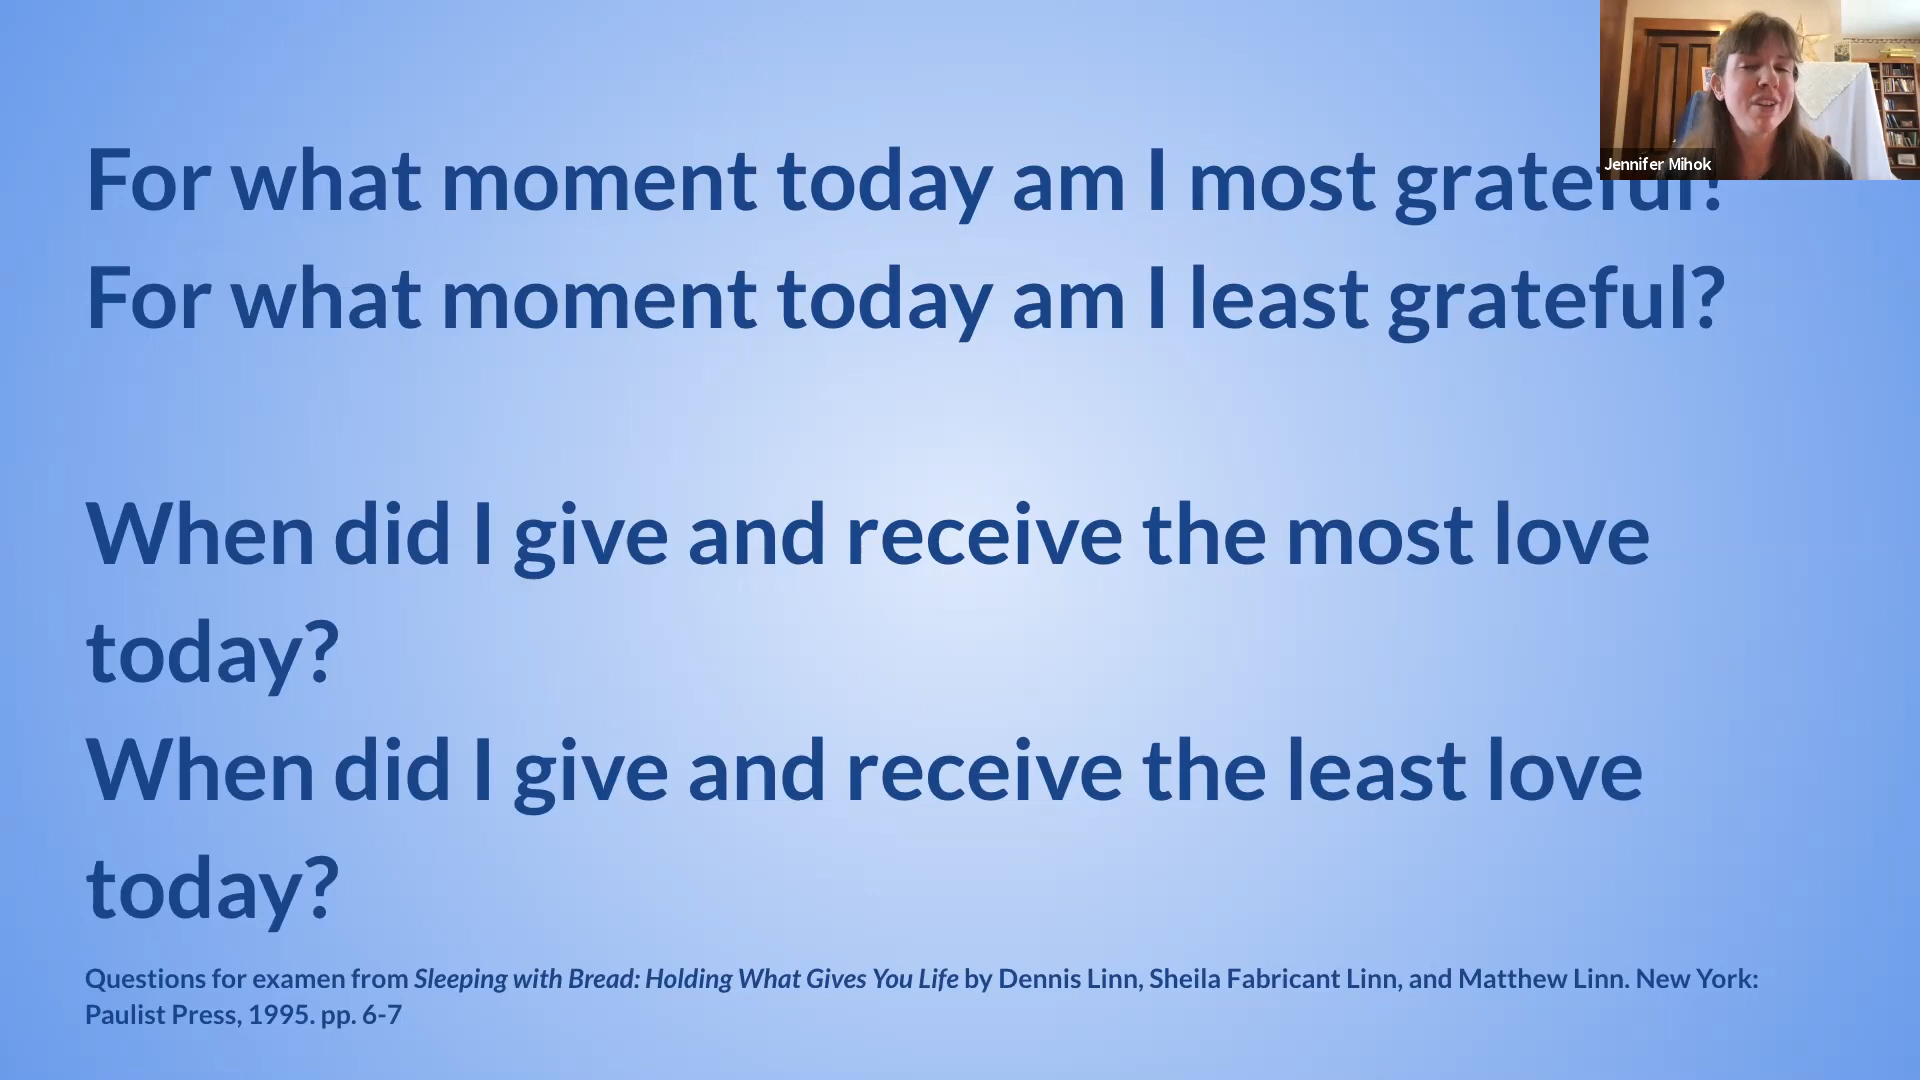 For what moment today am I most grateful?
For what moment today am I least grateful?
When did I give and receive the most love
today?
When did I give and receive the least love
today?
Questions for examen from Sleeping with Bread: Holding What Gives You Life by Dennis Linn, Sheila Fabricant Linn, and Matthew Linn. New York:
Paulist Press, 1995. pp. 6-7
Jennifer Mihok